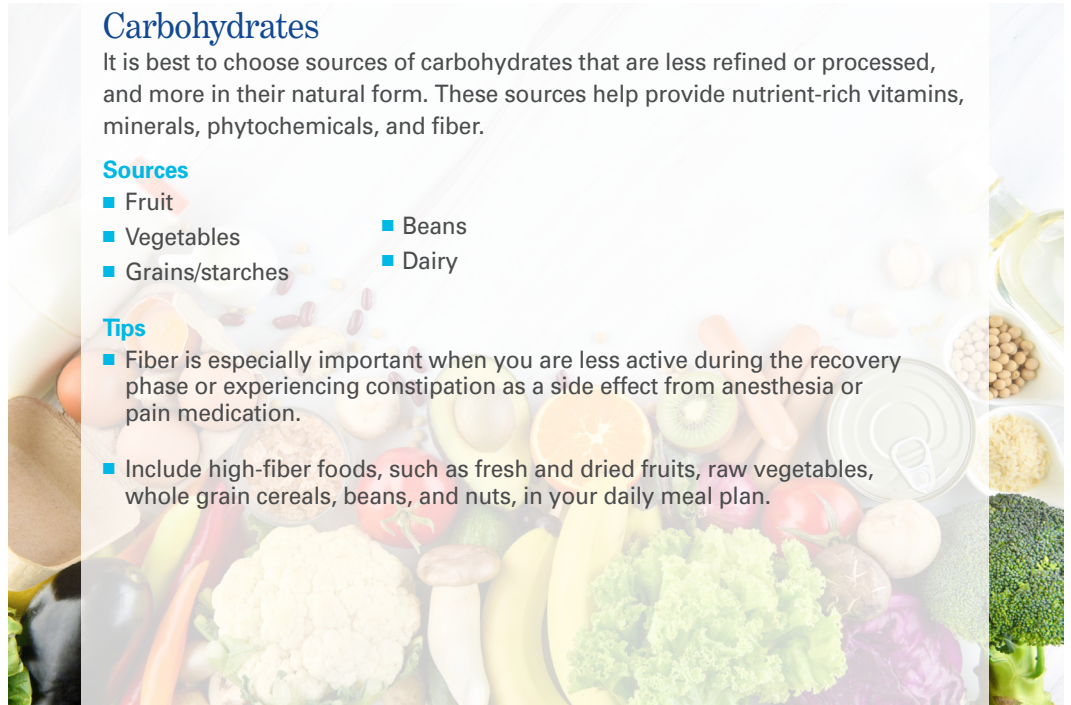 Carbohydrates
It is best to choose sources of carbohydrates that are less refined or processed,
and more in their natural form. These sources help provide nutrient-rich vitamins,
minerals, phytochemicals, and fiber.
Sources
■ Fruit
■ Vegetables
■ Grains/starches
■ Beans
■ Dairy
Tips
■ Fiber is especially important when you are less active during the recovery
phase or experiencing constipation as a side effect from anesthesia or
pain medication.
■ Include high-fiber foods, such as fresh and dried fruits, raw vegetables,
whole grain cereals, beans, and nuts, in your daily meal plan.